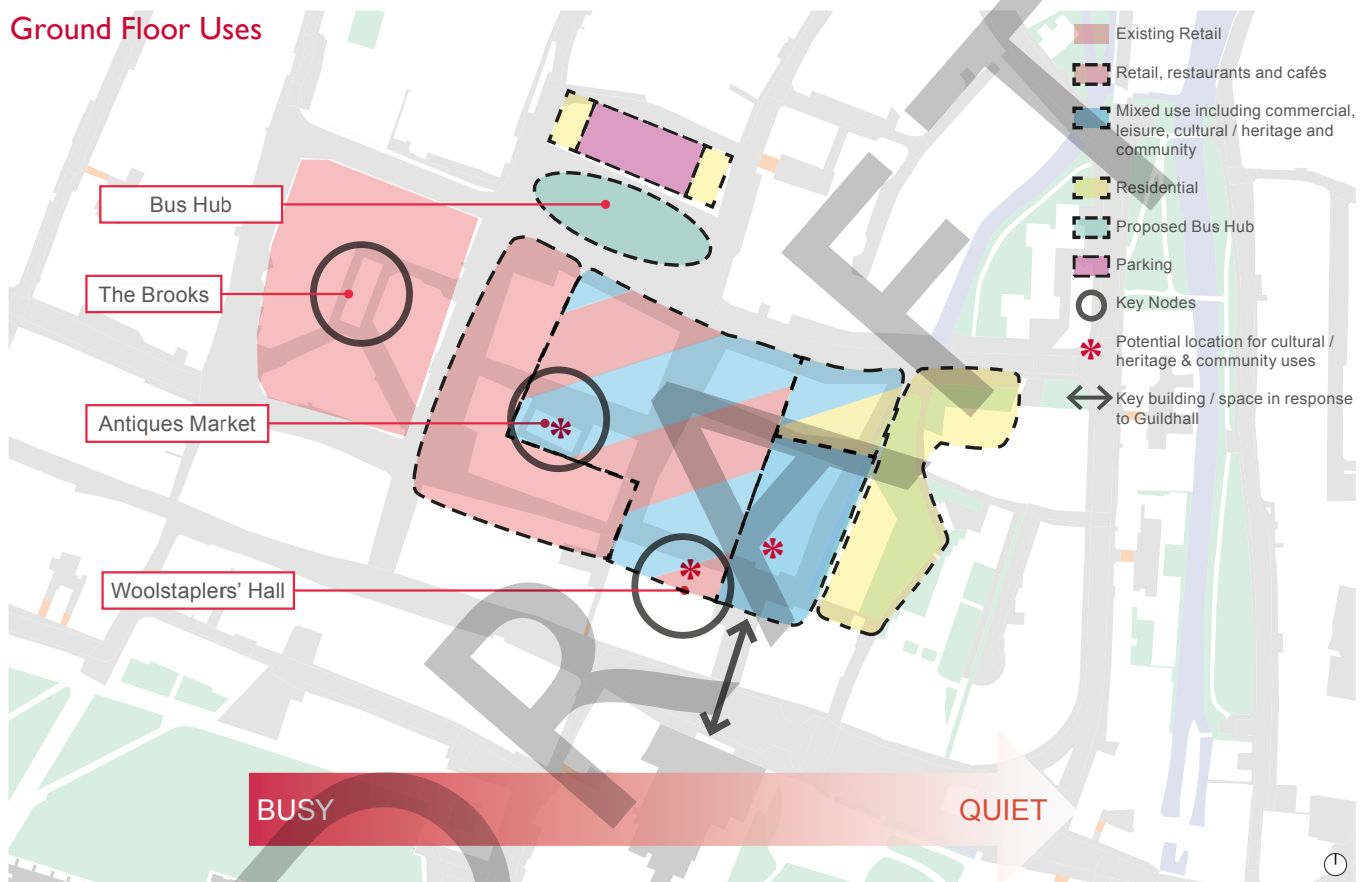 Ground Floor Uses
Existing Retail
Retail, restaurants and cafés
Mixed use including commercial,
leisure, cultural / heritage and
community
Residential
Proposed Bus Hub
Parking
Key Nodes
Potential location for cultural /
heritage & community uses
Key building / space in response
to Guildhall
Bus Hub
The Brooks
Antiques Market
Woolstaplers’ Hall
BUSY
QUIET